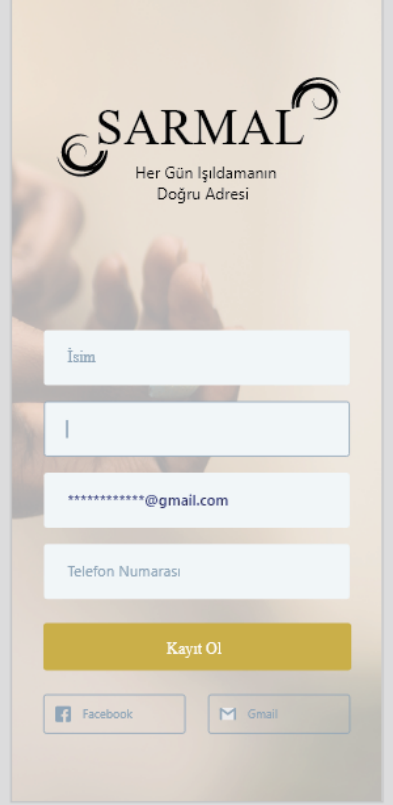 SARMAL
Her Gün Işıldamanın
Doğru Adresi
İsim
************@gmail.com
Telefon Numarası
Kayıt Ol
Facebook
Gmail